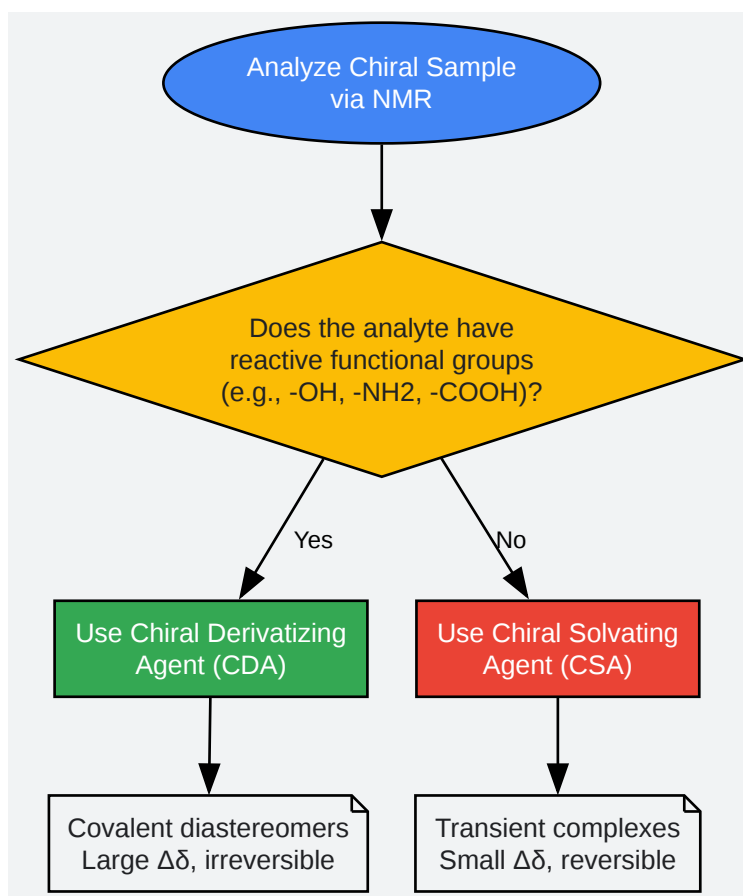 Analyze Chiral Sample
via NMR
Does the analyte have
reactive functional groups
(e.g., -OH, -NH2, -COOH)?
Yes
No
Use Chiral Derivatizing
Agent (CDA)
Use Chiral Solvating
Agent (CSA)
Covalent diastereomers
Large Δδ, irreversible
Transient complexes
Small Δδ, reversible